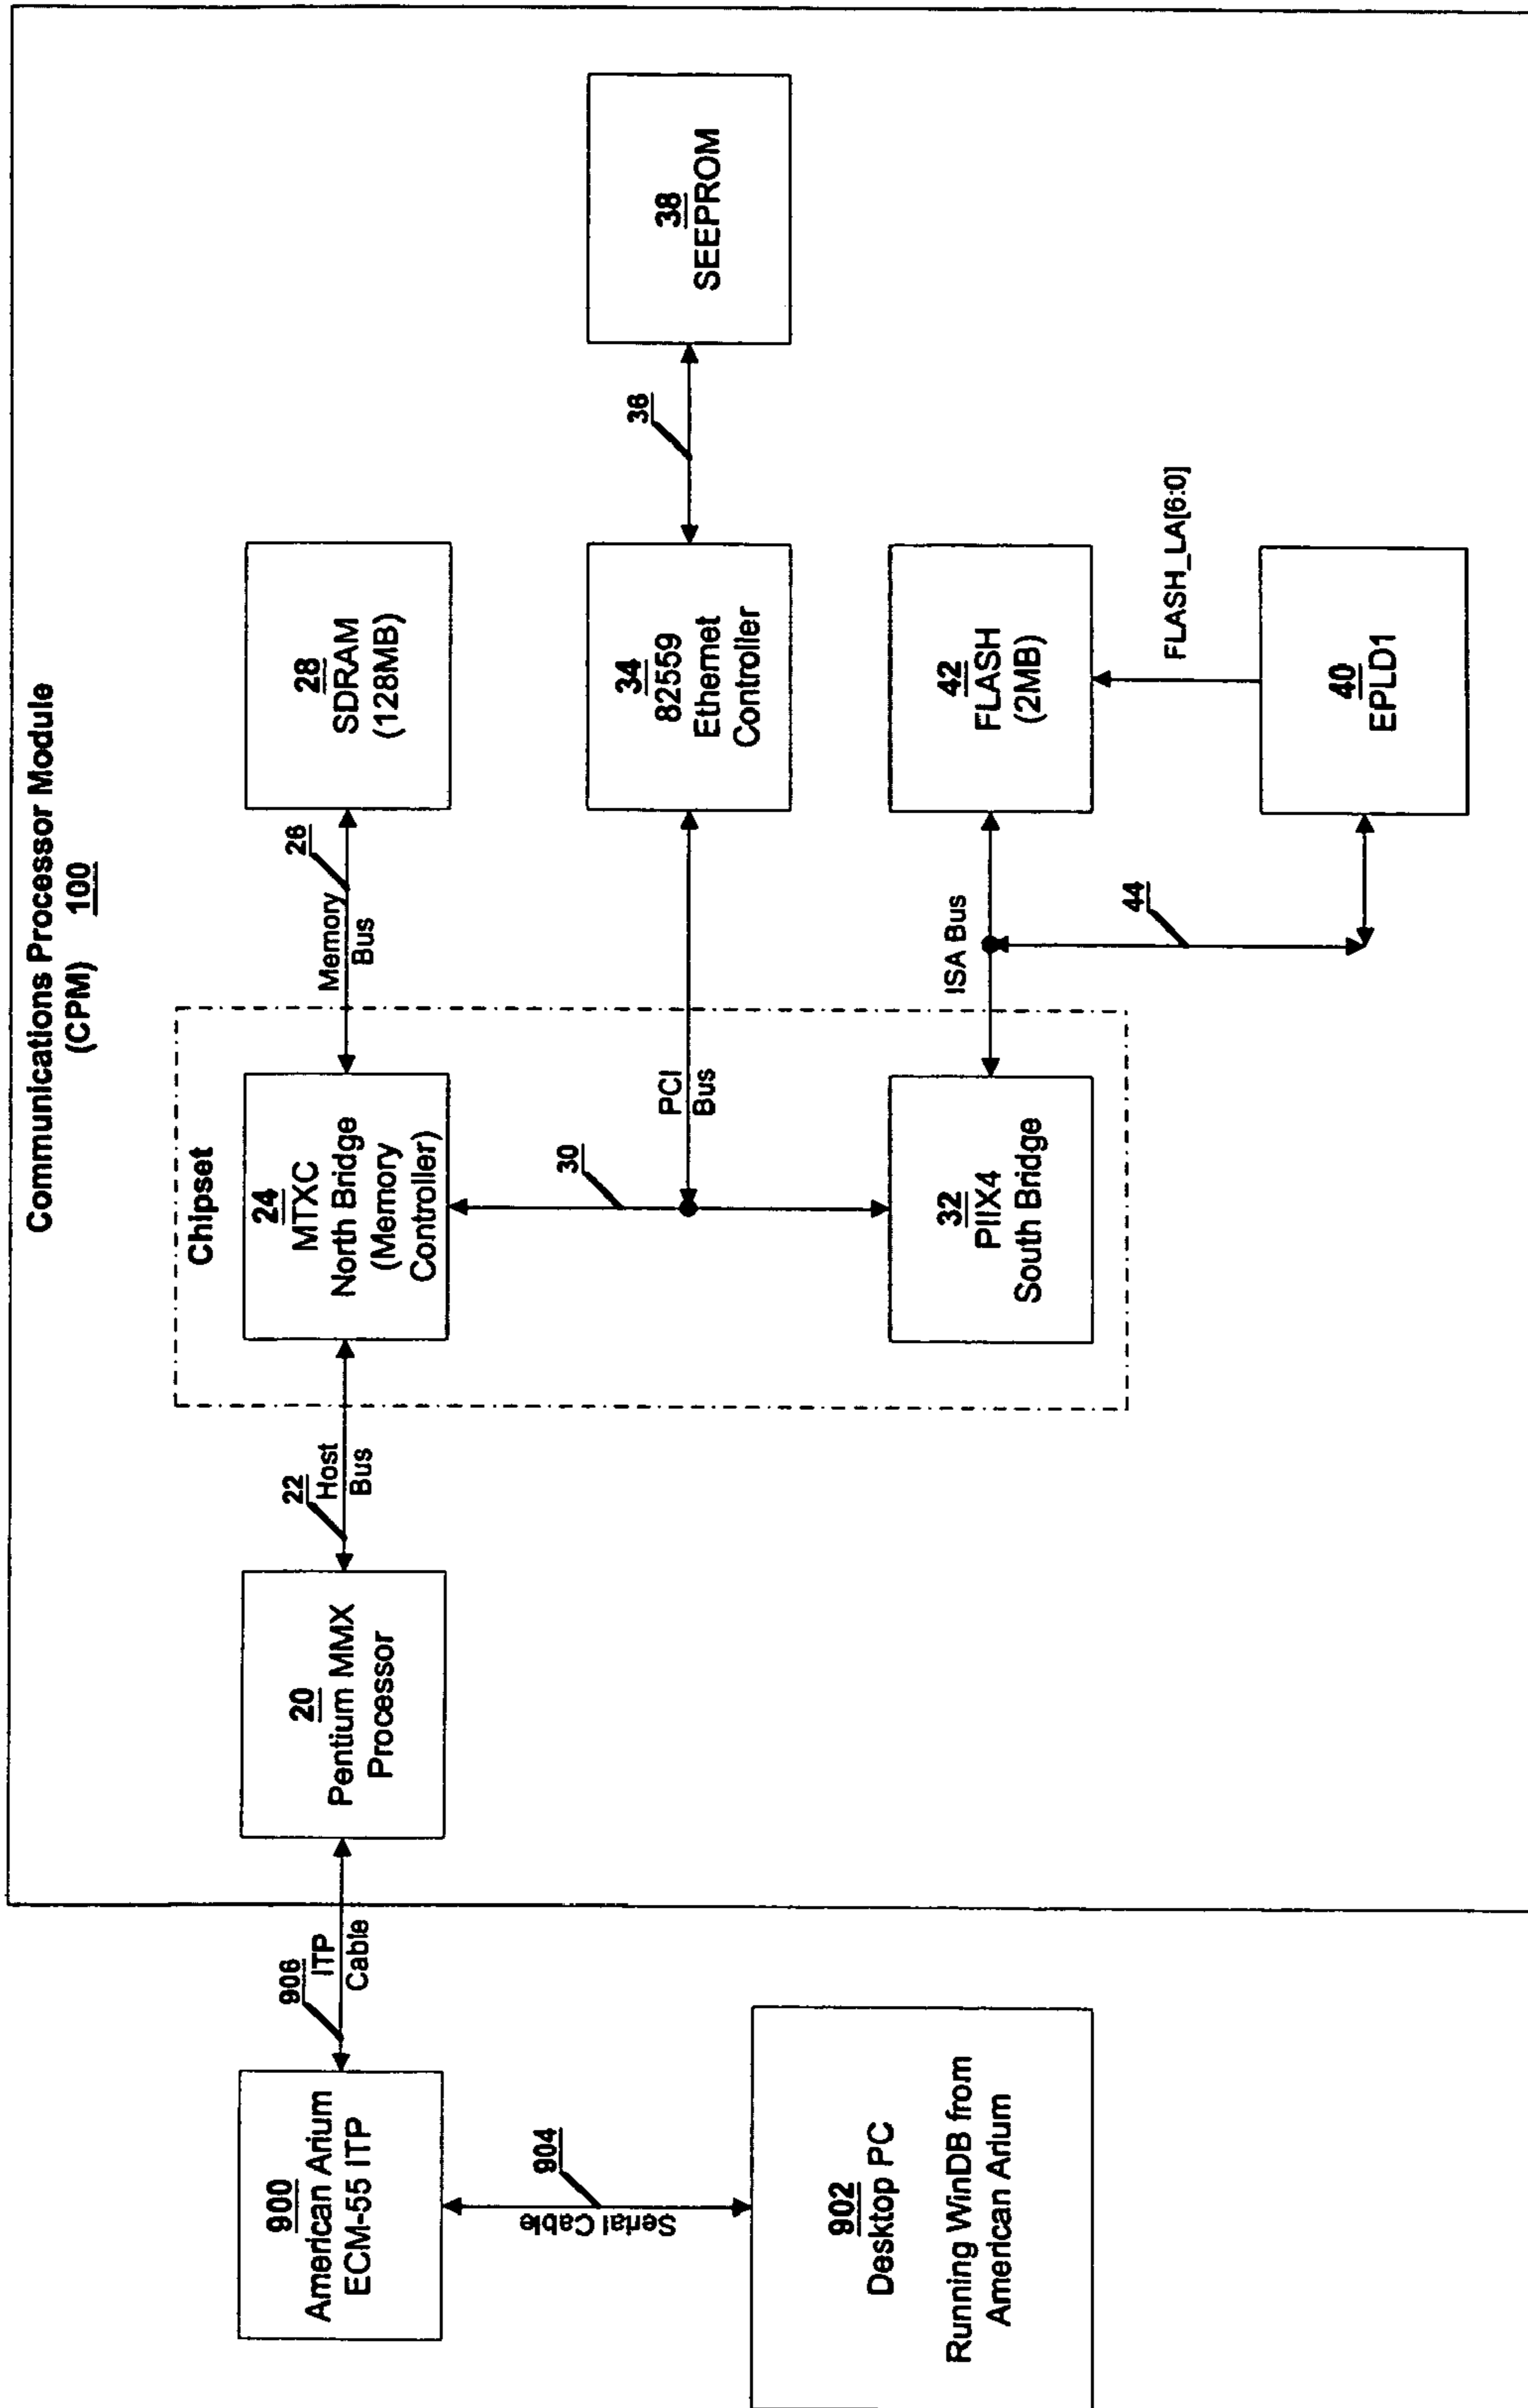 Communications Processor Module
(CPM) 100
900
American Arium
ECM-55 ITP
906
ITP
Cable
904
Serial Cable
902
Desktop PC
Running WinDB from
American Arium
20
Pentium MMX
Processor
22
Host
Bus
Chipset
24
MTXC
North Bridge
(Memory
Controller)
26
Memory
Bus
28
SDRAM
(128MB)
30
PCI
Bus
34
82559
Ethernet
Controller
36
38
SEEPROM
32
PIIX4
South Bridge
ISA Bus
44
42
FLASH
(2MB)
FLASH_LA[6:0]
40
EPLD1